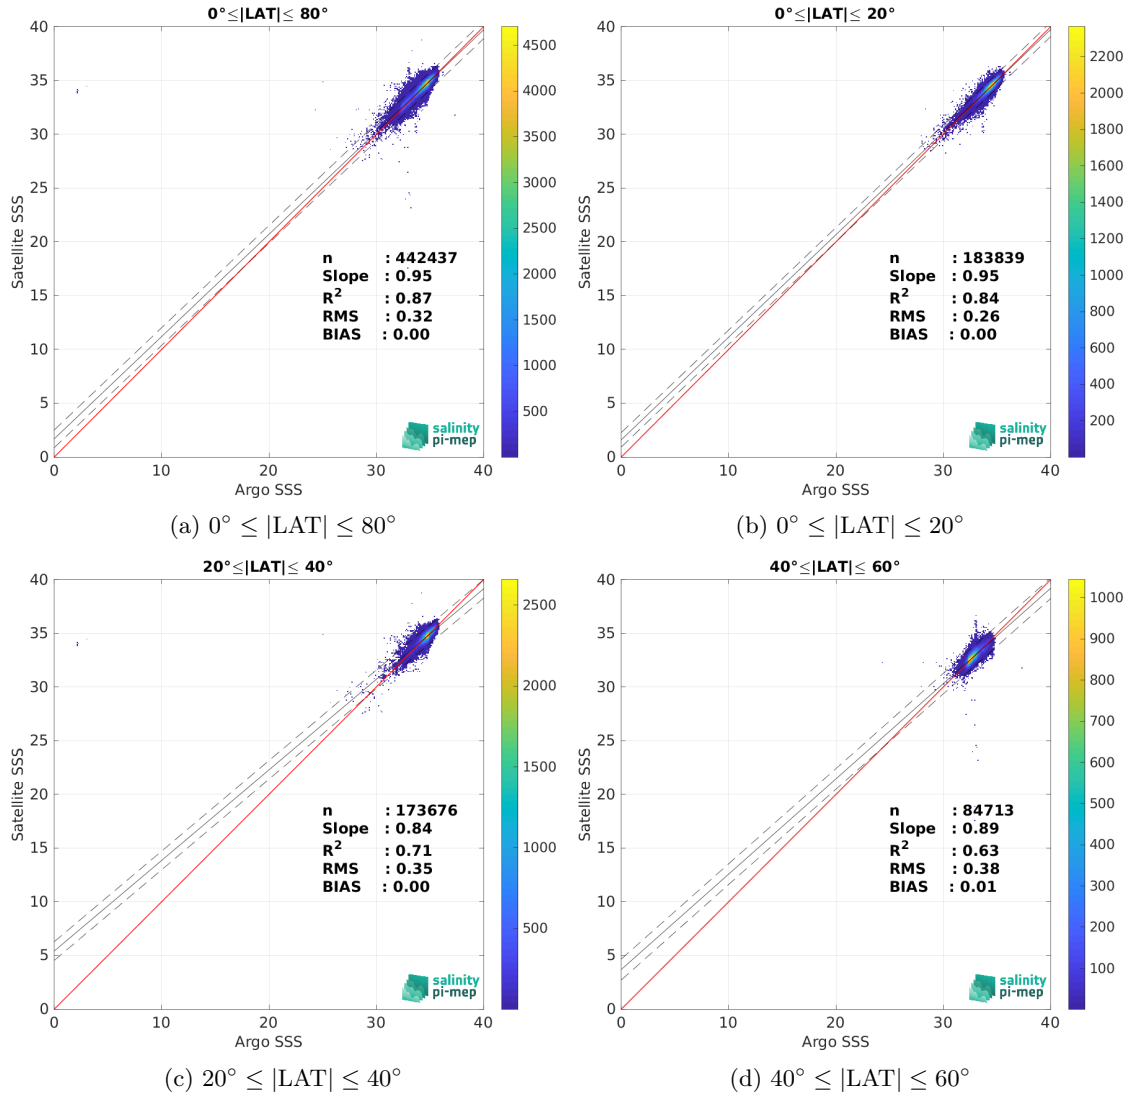 0°≤|LAT|≤ 80°
40
35
30
25
20
15
10
5
0
0
10
20
30
40
Satellite SSS
Argo SSS
n : 442437
Slope : 0.95
R² : 0.87
RMS : 0.32
BIAS : 0.00
salinity
pi-mep
4500
4000
3500
3000
2500
2000
1500
1000
500
(a) 0° ≤ |LAT| ≤ 80°
0°≤|LAT|≤ 20°
40
35
30
25
20
15
10
5
0
0
10
20
30
40
Satellite SSS
Argo SSS
n : 183839
Slope : 0.95
R² : 0.84
RMS : 0.26
BIAS : 0.00
salinity
pi-mep
2200
2000
1800
1600
1400
1200
1000
800
600
400
200
(b) 0° ≤ |LAT| ≤ 20°
20°≤|LAT|≤ 40°
40
35
30
25
20
15
10
5
0
0
10
20
30
40
Satellite SSS
Argo SSS
n : 173676
Slope : 0.84
R² : 0.71
RMS : 0.35
BIAS : 0.00
salinity
pi-mep
2500
2000
1500
1000
500
(c) 20° ≤ |LAT| ≤ 40°
40°≤|LAT|≤ 60°
40
35
30
25
20
15
10
5
0
0
10
20
30
40
Satellite SSS
Argo SSS
n : 84713
Slope : 0.89
R² : 0.63
RMS : 0.38
BIAS : 0.01
salinity
pi-mep
1000
900
800
700
600
500
400
300
200
100
(d) 40° ≤ |LAT| ≤ 60°